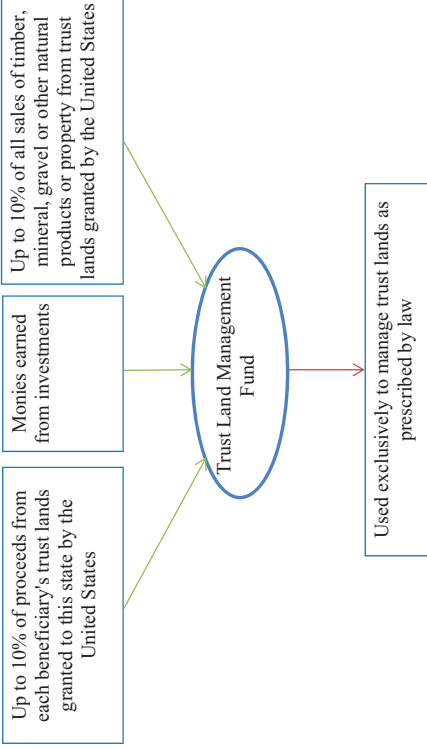 Up to 10% of proceeds from
each beneficiary's trust lands
granted to this state by the
United States
Monies earned
from investments
Up to 10% of all sales of timber,
mineral, gravel or other natural
products or property from trust
lands granted by the United States
Trust Land Management
Fund
Used exclusively to manage trust lands as
prescribed by law